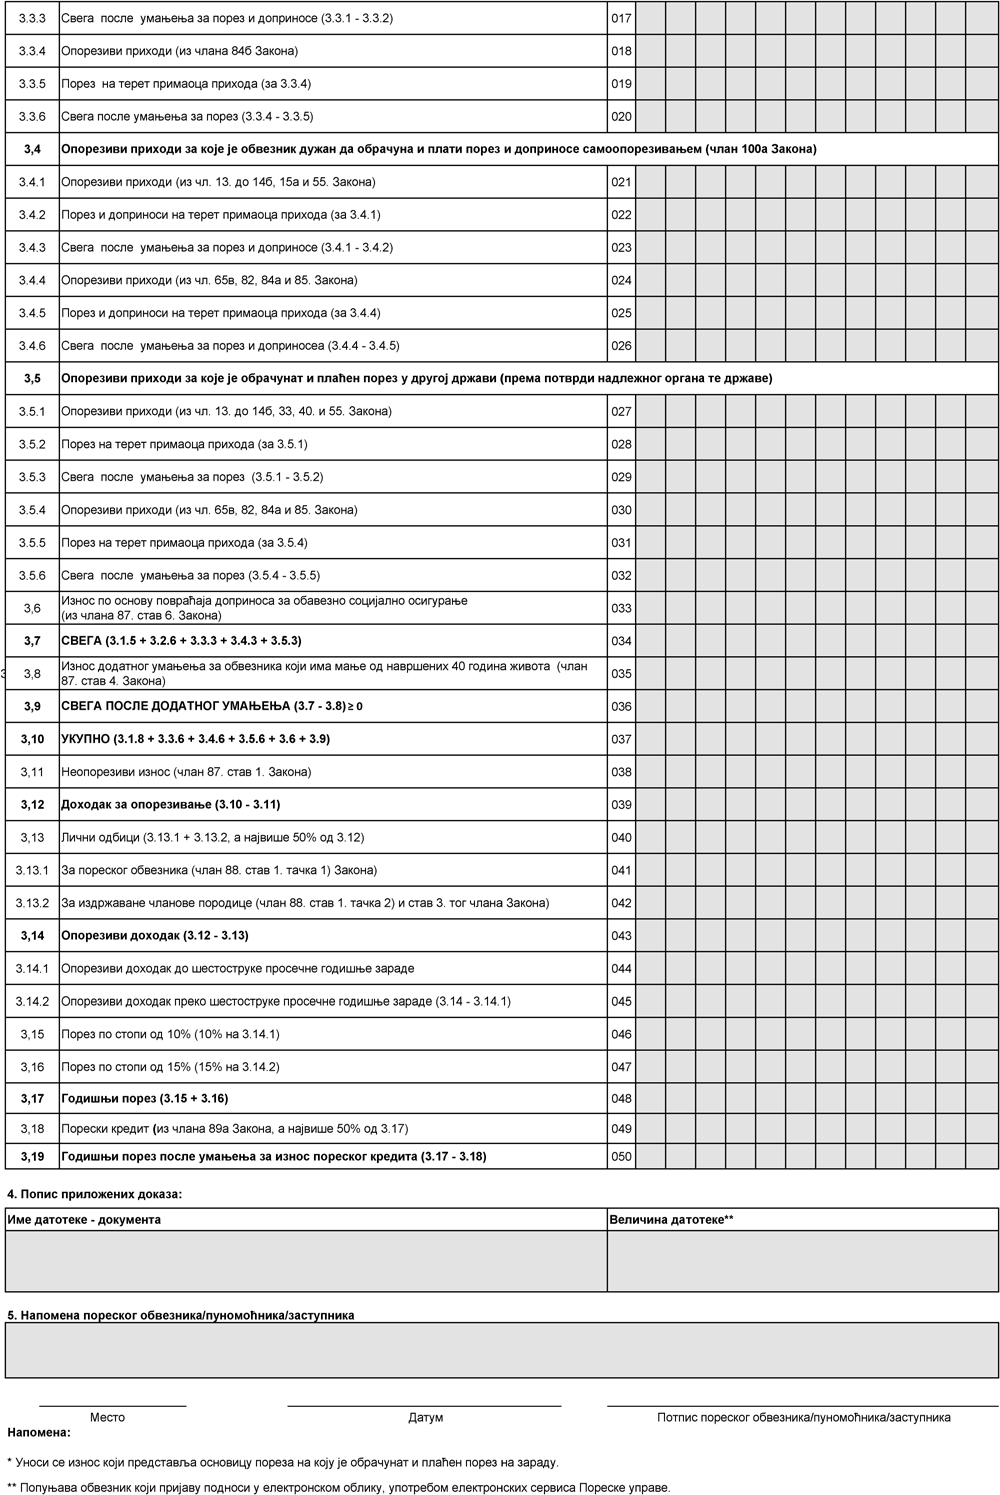 3.3.3 Свега после умањења за порез и доприносе (3.3.1 - 3.3.2) 017
3.3.4 Опорезиви приходи (из члана 84б Закона) 018
3.3.5 Порез на терет примаоца прихода (за 3.3.4) 019
3.3.6 Свега после умањења за порез (3.3.4 - 3.3.5) 020
3,4 Опорезиви приходи за које је обвезник дужан да обрачуна и плати порез и доприносе самоопорезивањем (члан 100а Закона)
3.4.1 Опорезиви приходи (из чл. 13. до 14б, 15а и 55. Закона) 021
3.4.2 Порез и доприноси на терет примаоца прихода (за 3.4.1) 022
3.4.3 Свега после умањења за порез и доприносе (3.4.1 - 3.4.2) 023
3.4.4 Опорезиви приходи (из чл. 65в, 82, 84а и 85. Закона) 024
3.4.5 Порез и доприноси на терет примаоца прихода (за 3.4.4) 025
3.4.6 Свега после умањења за порез и доприносеа (3.4.4 - 3.4.5) 026
3,5 Опорезиви приходи за које је обрачунат и плаћен порез у другој држави (према потврди надлежног органа те државе)
3.5.1 Опорезиви приходи (из чл. 13. до 14б, 33, 40. и 55. Закона) 027
3.5.2 Порез на терет примаоца прихода (за 3.5.1) 028
3.5.3 Свега после умањења за порез (3.5.1 - 3.5.2) 029
3.5.4 Опорезиви приходи (из чл. 65в, 82, 84а и 85. Закона) 030
3.5.5 Порез на терет примаоца прихода (за 3.5.4) 031
3.5.6 Свега после умањења за порез (3.5.4 - 3.5.5) 032
3,6 Износ по основу повраћаја доприноса за обавезно социјално осигурање
(из члана 87. став 6. Закона) 033
3,7 СВЕГА (3.1.5 + 3.2.6 + 3.3.3 + 3.4.3 + 3.5.3) 034
3 3,8 Износ додатног умањења за обвезника који има мање од навршених 40 година живота (члан
87. став 4. Закона) 035
3,9 СВЕГА ПОСЛЕ ДОДАТНОГ УМАЊЕЊА (3.7 - 3.8) ≥ 0 036
3,10 УКУПНО (3.1.8 + 3.3.6 + 3.4.6 + 3.5.6 + 3.6 + 3.9) 037
3,11 Неопорезиви износ (члан 87. став 1. Закона) 038
3,12 Доходак за опорезивање (3.10 - 3.11) 039
3,13 Лични одбици (3.13.1 + 3.13.2, а највише 50% од 3.12) 040
3.13.1 За пореског обвезника (члан 88. став 1. тачка 1) Закона) 041
3.13.2 За издржаване чланове породице (члан 88. став 1. тачка 2) и став 3. тог члана Закона) 042
3,14 Опорезиви доходак (3.12 - 3.13) 043
3.14.1 Опорезиви доходак до шестоструке просечне годишње зараде 044
3.14.2 Опорезиви доходак преко шестоструке просечне годишње зараде (3.14 - 3.14.1) 045
3,15 Порез по стопи од 10% (10% на 3.14.1) 046
3,16 Порез по стопи од 15% (15% на 3.14.2) 047
3,17 Годишњи порез (3.15 + 3.16) 048
3,18 Порески кредит (из члана 89а Закона, а највише 50% од 3.17) 049
3,19 Годишњи порез после умањења за износ пореског кредита (3.17 - 3.18) 050
4. Попис приложених доказа:
Име датотеке - документа Величина датотеке**
5. Напомена пореског обвезника/пуномоћника/заступника
Место Датум Потпис пореског обвезника/пуномоћника/заступника
Напомена:
* Уноси се износ који представља основицу пореза на коју је обрачунат и плаћен порез на зараду.
** Попуњава обвезник који пријаву подноси у електронском облику, употребом електронских сервиса Пореске управе.